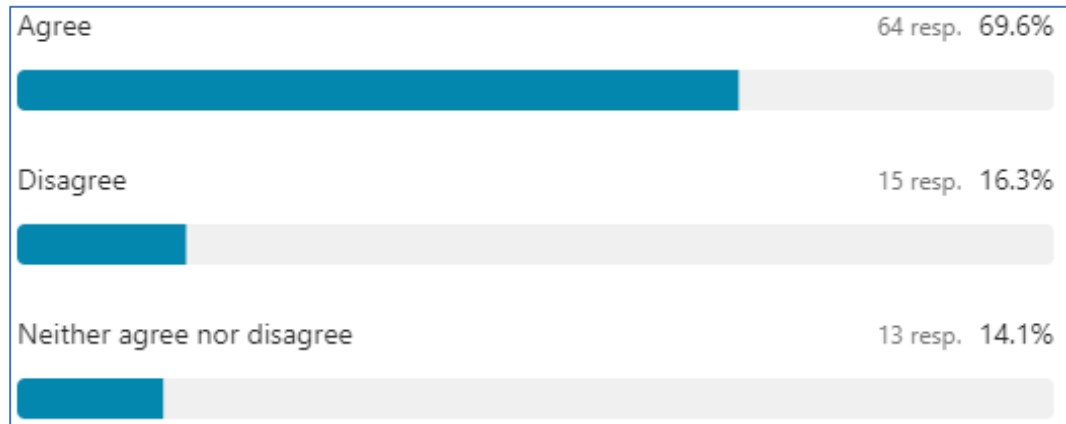 Agree 64 resp. 69.6%
Disagree 15 resp. 16.3%
Neither agree nor disagree 13 resp. 14.1%